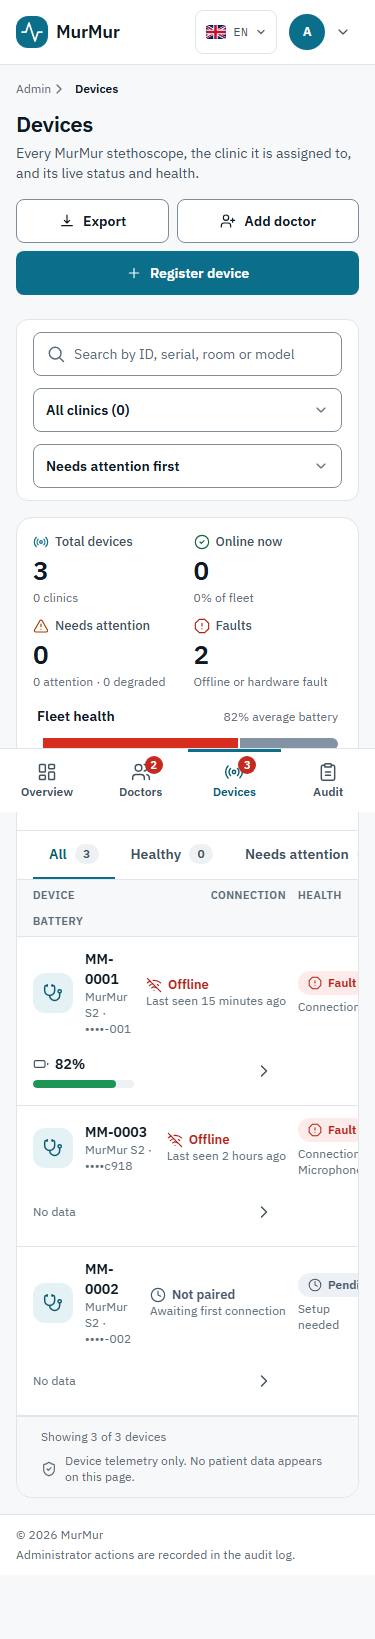 MurMur
EN
A
Admin > Devices
Devices
Every MurMur stethoscope, the clinic it is assigned to,
and its live status and health.
Export
Add doctor
+ Register device
Search by ID, serial, room or model
All clinics (0)
Needs attention first
Total devices
Online now
3
0
0 clinics
0% of fleet
Needs attention
Faults
0
2
0 attention · 0 degraded
Offline or hardware fault
Fleet health
82% average battery
2
3
Overview
Doctors
Devices
Audit
All 3
Healthy 0
Needs attention
DEVICE
CONNECTION
HEALTH
BATTERY
MM-
0001
MurMur
S2 ·
••••-001
Offline
Last seen 15 minutes ago
Fault
Connection
82%
MM-0003
MurMur S2 ·
••••c918
Offline
Last seen 2 hours ago
Fault
Connection
Microphone
No data
MM-
0002
MurMur
S2 ·
••••-002
Not paired
Awaiting first connection
Pendi
Setup
needed
No data
Showing 3 of 3 devices
Device telemetry only. No patient data appears
on this page.
© 2026 MurMur
Administrator actions are recorded in the audit log.